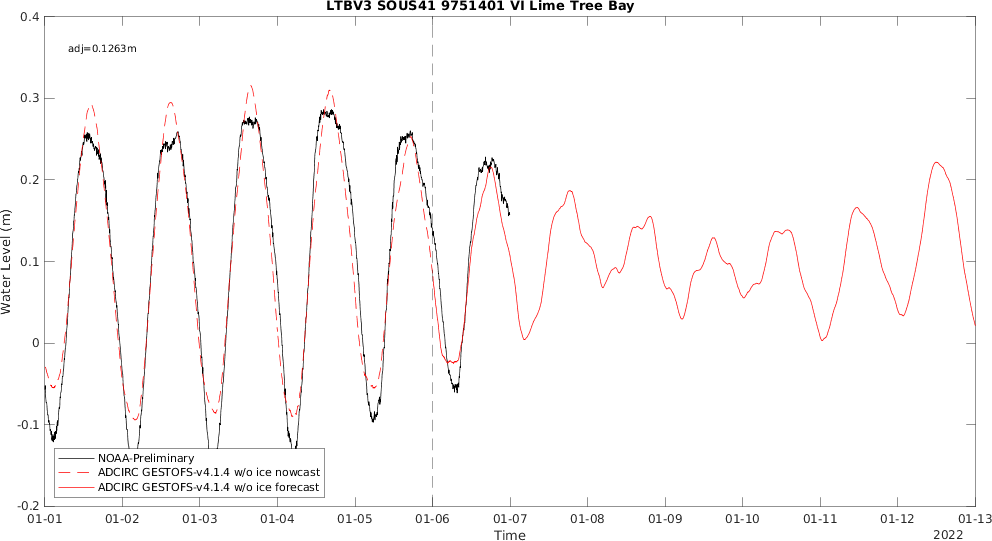 LTBV3 SOUS41 9751401 VI Lime Tree Bay
adj=0.1263m
0.4
0.3
0.2
0.1
0
-0.1
-0.2
Water Level (m)
NOAA-Preliminary
ADCIRC GESTOFS-v4.1.4 w/o ice nowcast
ADCIRC GESTOFS-v4.1.4 w/o ice forecast
01-01 01-02 01-03 01-04 01-05 01-06 01-07 01-08 01-09 01-10 01-11 01-12 01-13
Time
2022